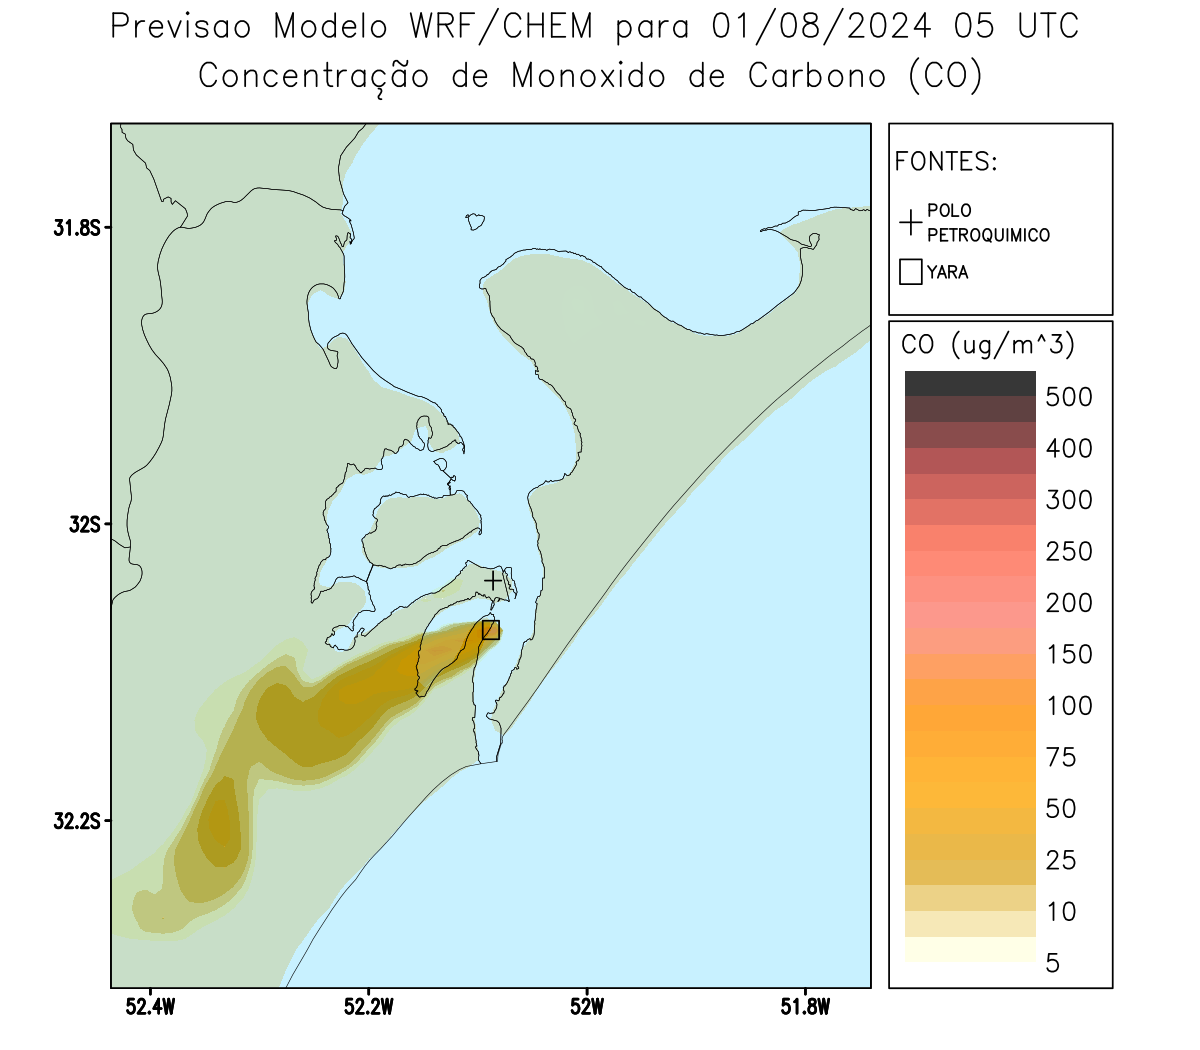 Previsao Modelo WRF/CHEM para 01/08/2024 05 UTC
Concentração de Monoxido de Carbono (CO)
FONTES:
POLO
PETROQUIMICO
YARA
CO (ug/m^3)
500
400
300
250
200
150
100
75
50
25
10
5
31.8S
32S
32.2S
52.4W
52.2W
52W
51.8W